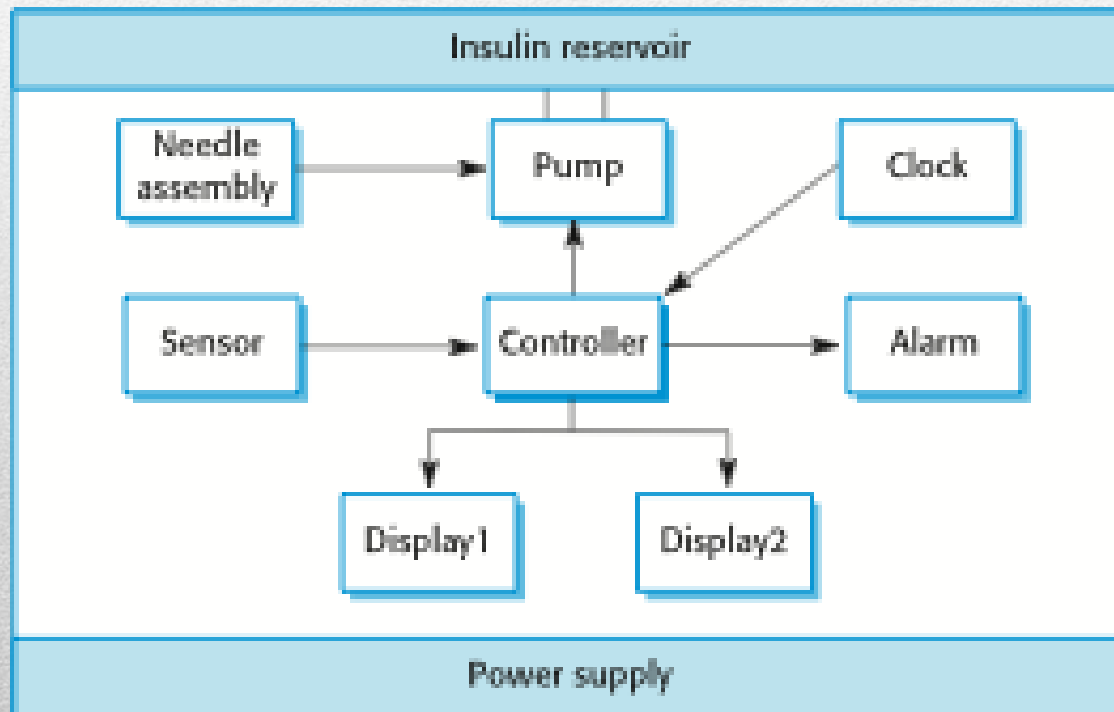 Insulin reservoir
Needle
assembly
Pump
Clock
Sensor
Controller
Alarm
Display1
Display2
Power supply